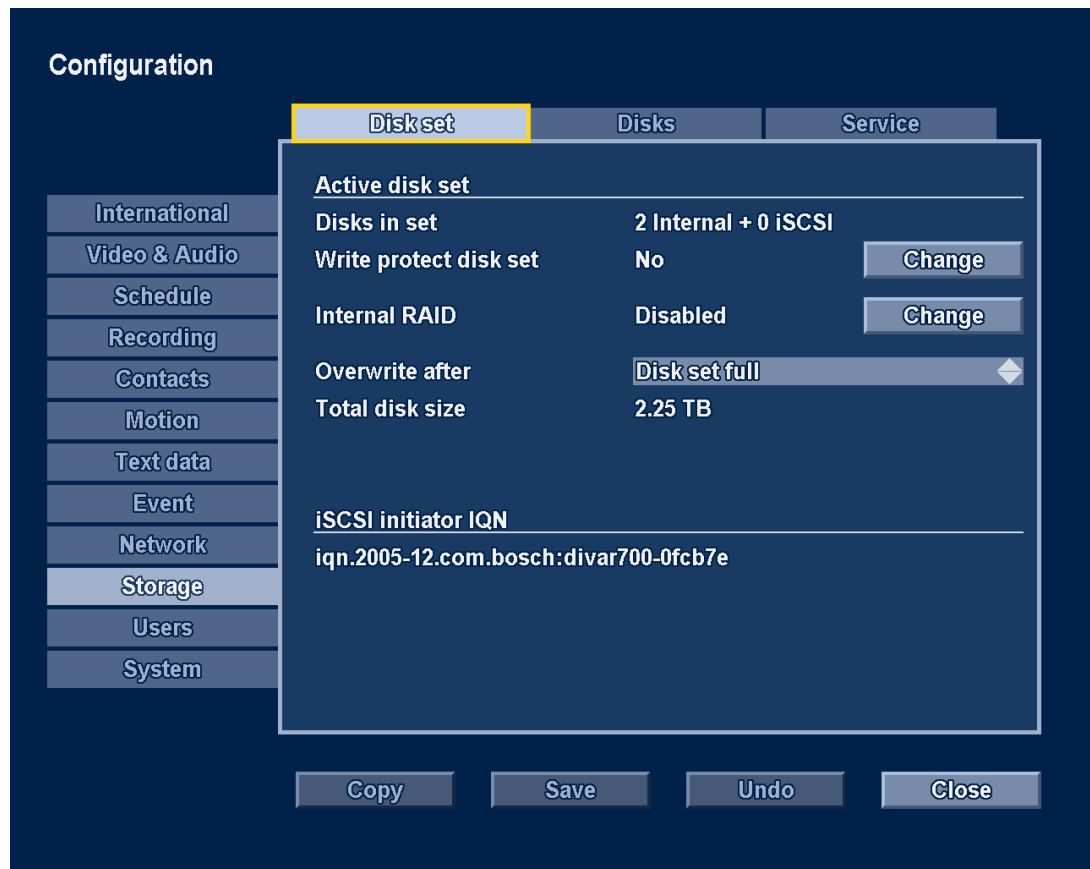 Configuration
Disk set Disks Service
International
Video & Audio
Schedule
Recording
Contacts
Motion
Text data
Event
Network
Storage
Users
System
Active disk set
Disks in set 2 Internal + 0 iSCSI
Write protect disk set No Change
Internal RAID Disabled Change
Overwrite after Disk set full
Total disk size 2.25 TB
iSCSI initiator IQN
iqn.2005-12.com.bosch:divar700-0fcb7e
Copy Save Undo Close